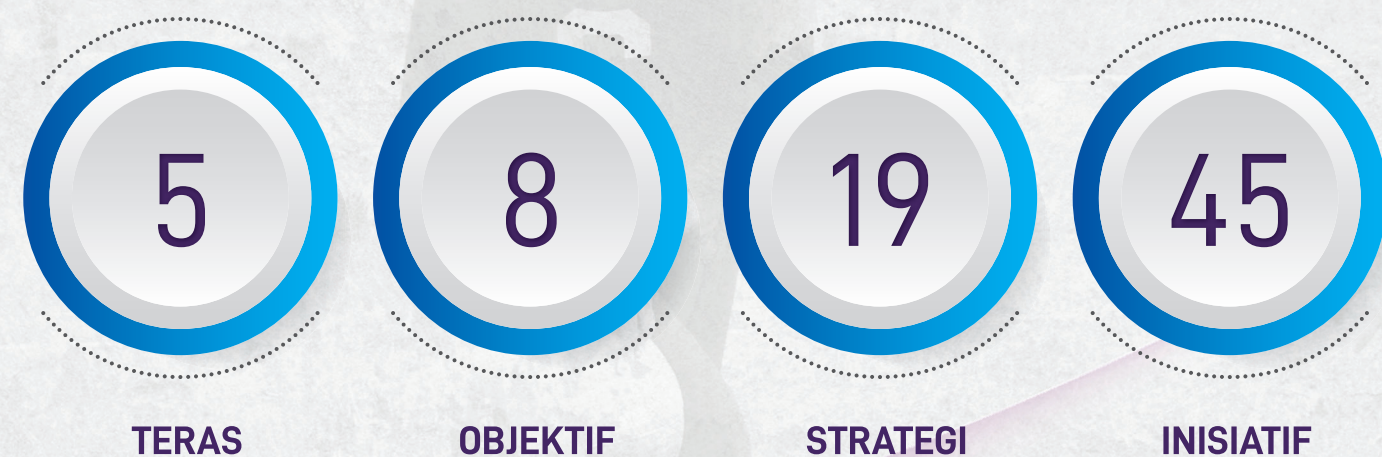 5 8 19 45
TERAS OBJEKTIF STRATEGI INISIATIF